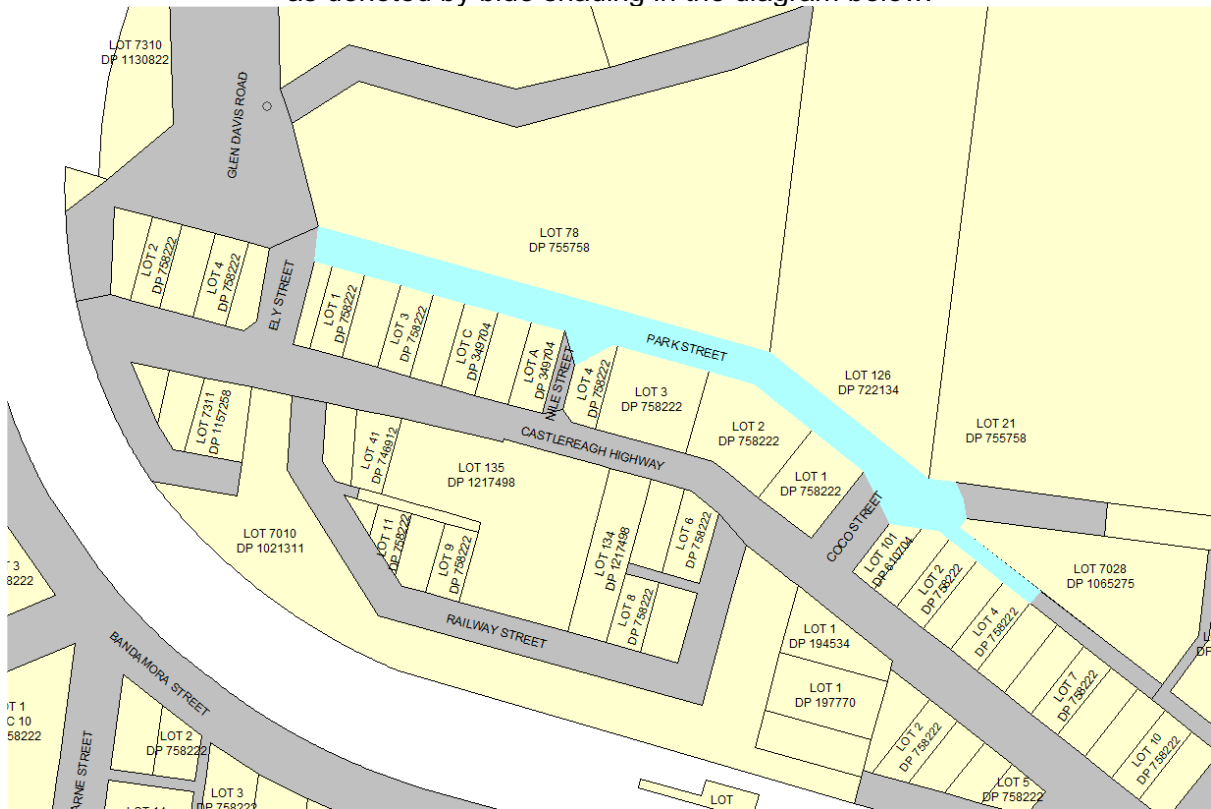 as denoted by blue shading in the diagram below.
LOT 7310
DP 1130822
GLEN DAVIS ROAD
LOT 78
DP 755758
LOT 2
DP 758222
LOT 4
DP 758222
ELY STREET
LOT 1
DP 758222
LOT 3
DP 758222
LOT C
DP 349704
LOT A
DP 349704
NILE STREET
LOT 4
DP 758222
PARK STREET
LOT 3
DP 758222
LOT 126
DP 722134
LOT 21
DP 755758
LOT 2
DP 758222
LOT 1
DP 758222
CASTLEREAGH HIGHWAY
LOT 7311
DP 1157258
LOT 41
DP 746912
LOT 135
DP 1217498
COCO STREET
LOT 101
DP 610704
LOT 2
DP 758222
LOT 4
DP 758222
LOT 7028
DP 1065275
LOT 7010
DP 1021311
LOT 11
DP 758222
LOT 9
DP 758222
LOT 134
DP 1217498
LOT 6
DP 758222
LOT 8
DP 758222
RAILWAY STREET
LOT 1
DP 194534
LOT 1
DP 197770
LOT 7
DP 758222
LOT 10
DP 758222
LOT 2
DP 758222
LOT 5
DP 758222
T 3
8222
BANDAMORA STREET
OT 1
C 10
58222
LOT 2
DP 758222
ARNE STREET
LOT 3
DP 758222
LOT